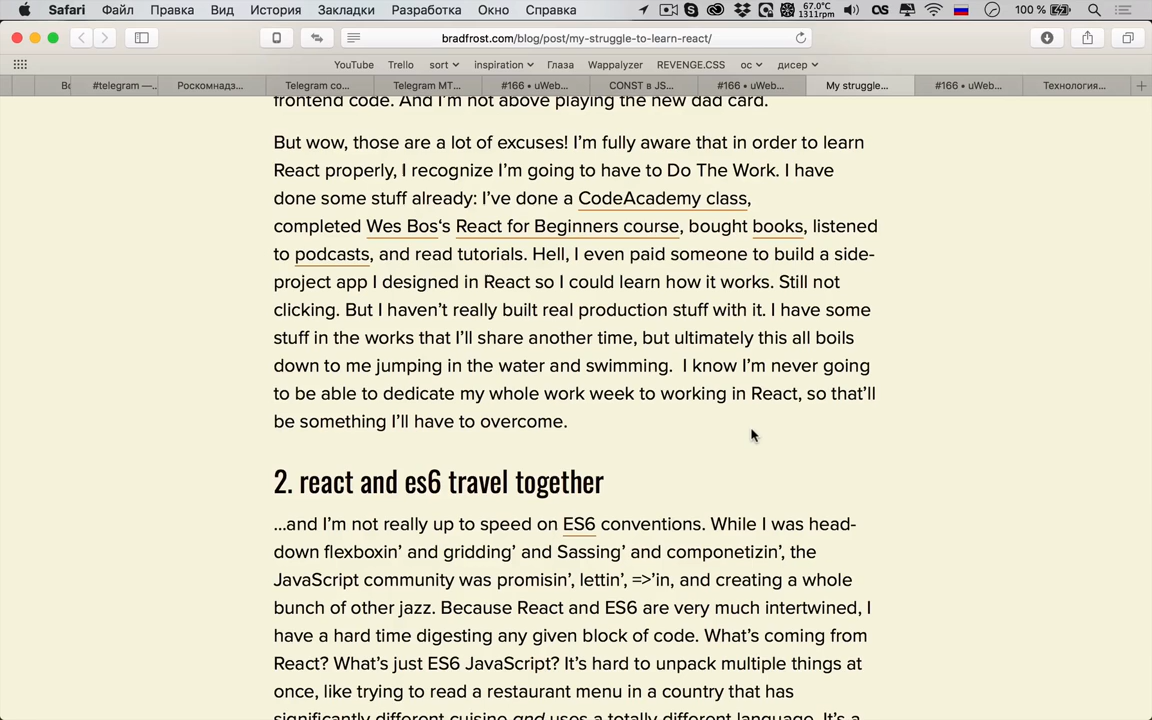 Safari Файл Правка Вид История Закладки Разработка Окно Справка 67.0°C 1311rpm 100 %
bradfrost.com/blog/post/my-struggle-to-learn-react/
YouTube Trello sort inspiration Глаза Wappalyzer REVENGE.CSS ос дисер
Вс #telegram —... Роскомнадз... Telegram со... Telegram MT... #166 • uWeb... CONST в JS... #166 • uWeb... My struggle... #166 • uWeb... Технология...
frontend code. And I’m not above playing the new dad card.
But wow, those are a lot of excuses! I’m fully aware that in order to learn
React properly, I recognize I’m going to have to Do The Work. I have
done some stuff already: I’ve done a CodeAcademy class,
completed Wes Bos‘s React for Beginners course, bought books, listened
to podcasts, and read tutorials. Hell, I even paid someone to build a side-
project app I designed in React so I could learn how it works. Still not
clicking. But I haven’t really built real production stuff with it. I have some
stuff in the works that I’ll share another time, but ultimately this all boils
down to me jumping in the water and swimming.  I know I’m never going
to be able to dedicate my whole work week to working in React, so that’ll
be something I’ll have to overcome.
2. react and es6 travel together
…and I’m not really up to speed on ES6 conventions. While I was head-
down flexboxin’ and gridding’ and Sassing’ and componetizin’, the
JavaScript community was promisin’, lettin’, =>’in, and creating a whole
bunch of other jazz. Because React and ES6 are very much intertwined, I
have a hard time digesting any given block of code. What’s coming from
React? What’s just ES6 JavaScript? It’s hard to unpack multiple things at
once, like trying to read a restaurant menu in a country that has
significantly different cuisine and uses a totally different language. It’s a